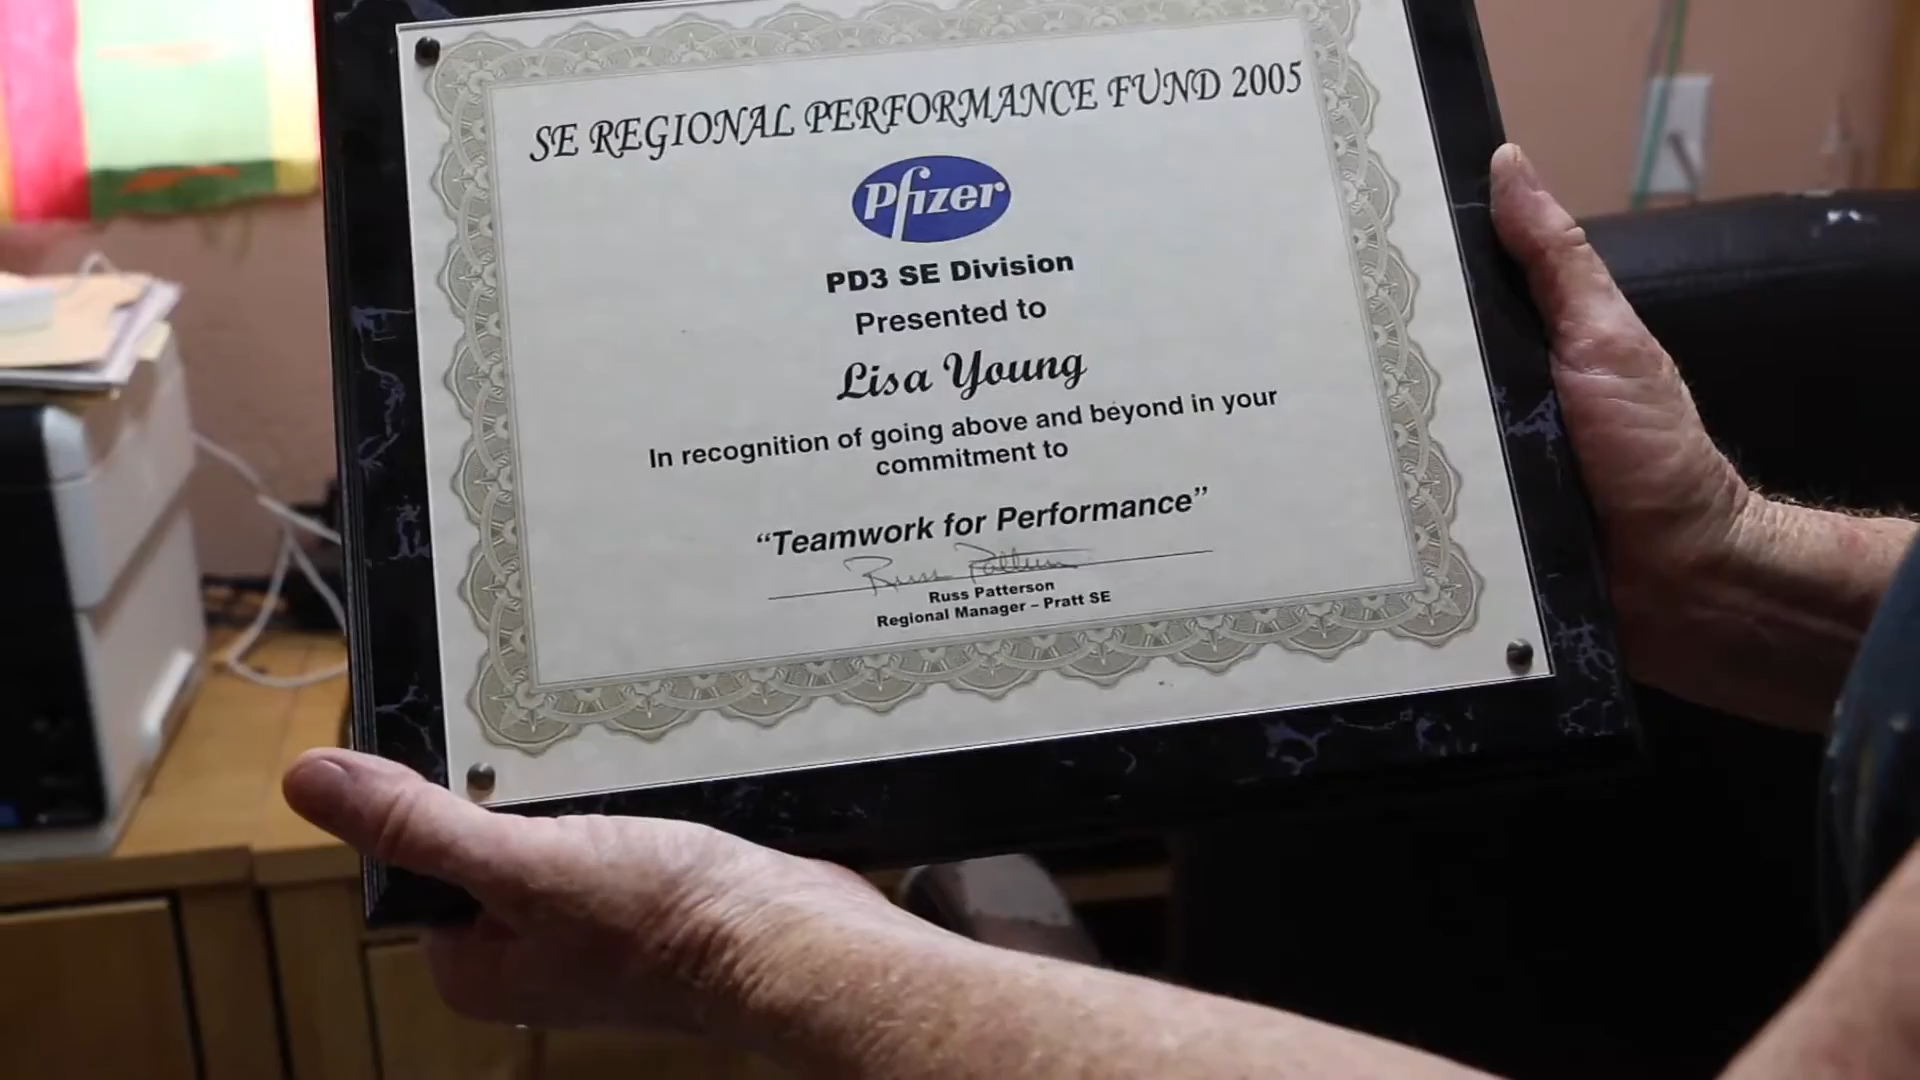 SE REGIONAL PERFORMANCE FUND 2005
Pfizer
PD3 SE Division
Presented to
Lisa Young
In recognition of going above and beyond in your
commitment to
“Teamwork for Performance”
Russ Patterson
Russ Patterson
Regional Manager – Pratt SE